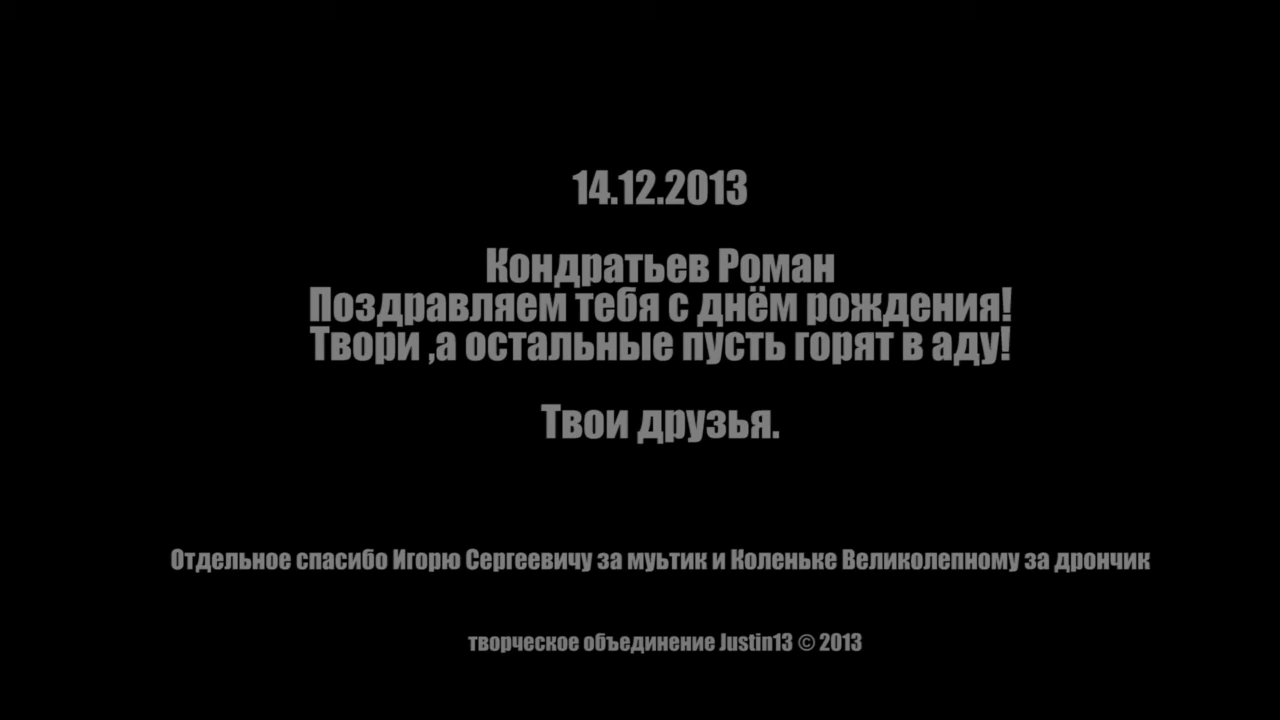 14.12.2013
Кондратьев Роман
Поздравляем тебя с днём рождения!
Твори ,а остальные пусть горят в аду!
Твои друзья.
Отдельное спасибо Игорю Сергеевичу за муьтик и Коленьке Великолепному за дрончик
творческое объединение Justin13 © 2013